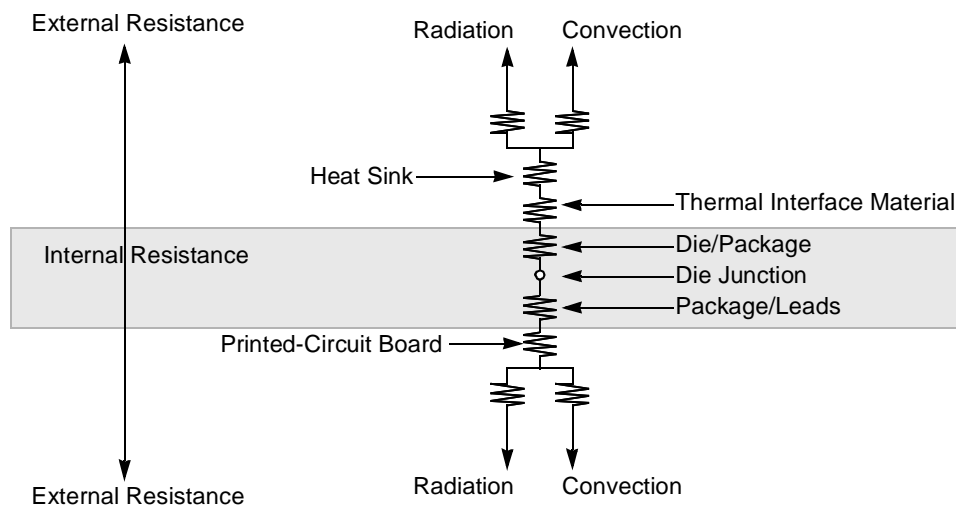 External Resistance
Radiation
Convection
Heat Sink
Thermal Interface Material
Internal Resistance
Die/Package
Die Junction
Package/Leads
Printed-Circuit Board
Radiation
Convection
External Resistance